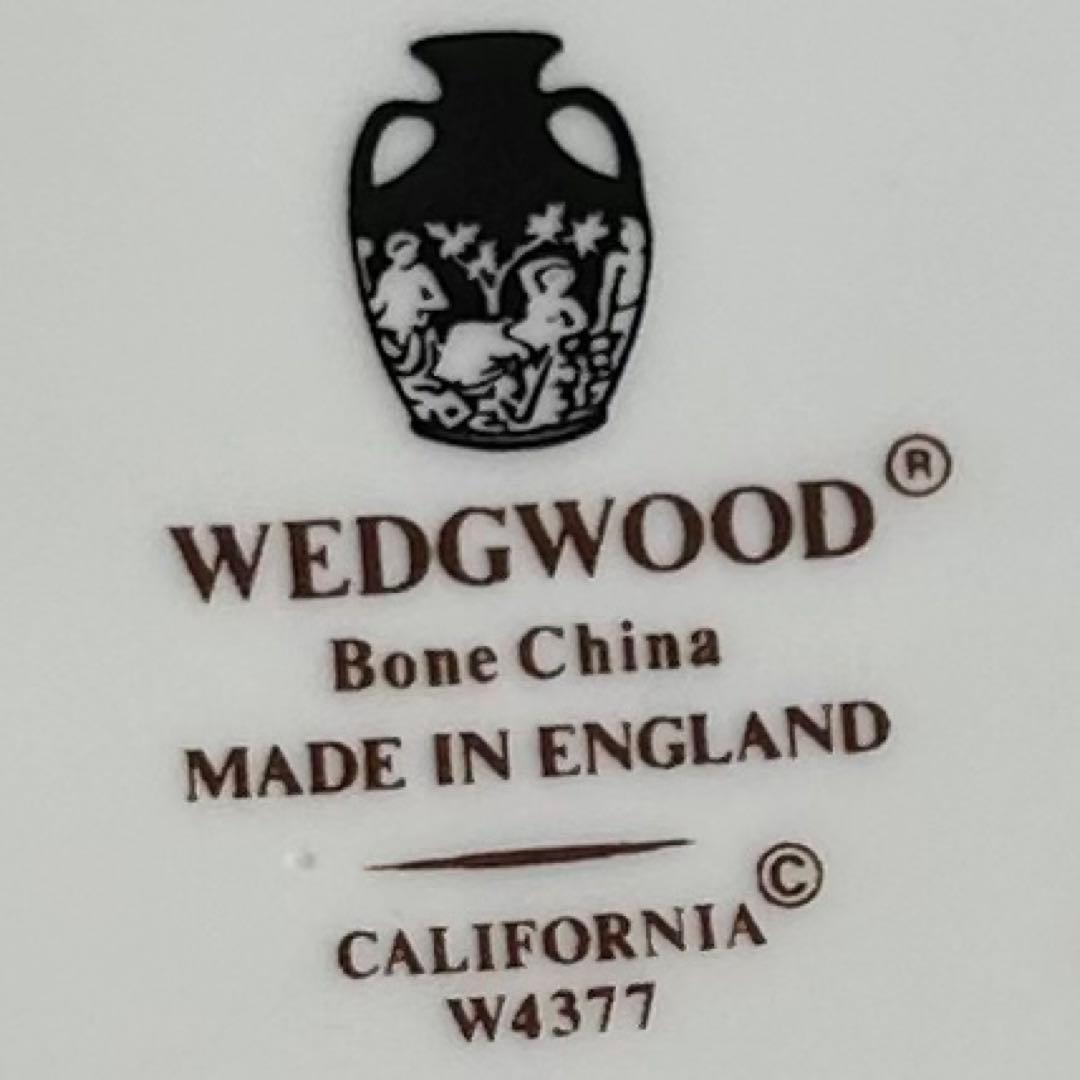 WEDGWOOD®
Bone China
MADE IN ENGLAND
CALIFORNIA©
W4377